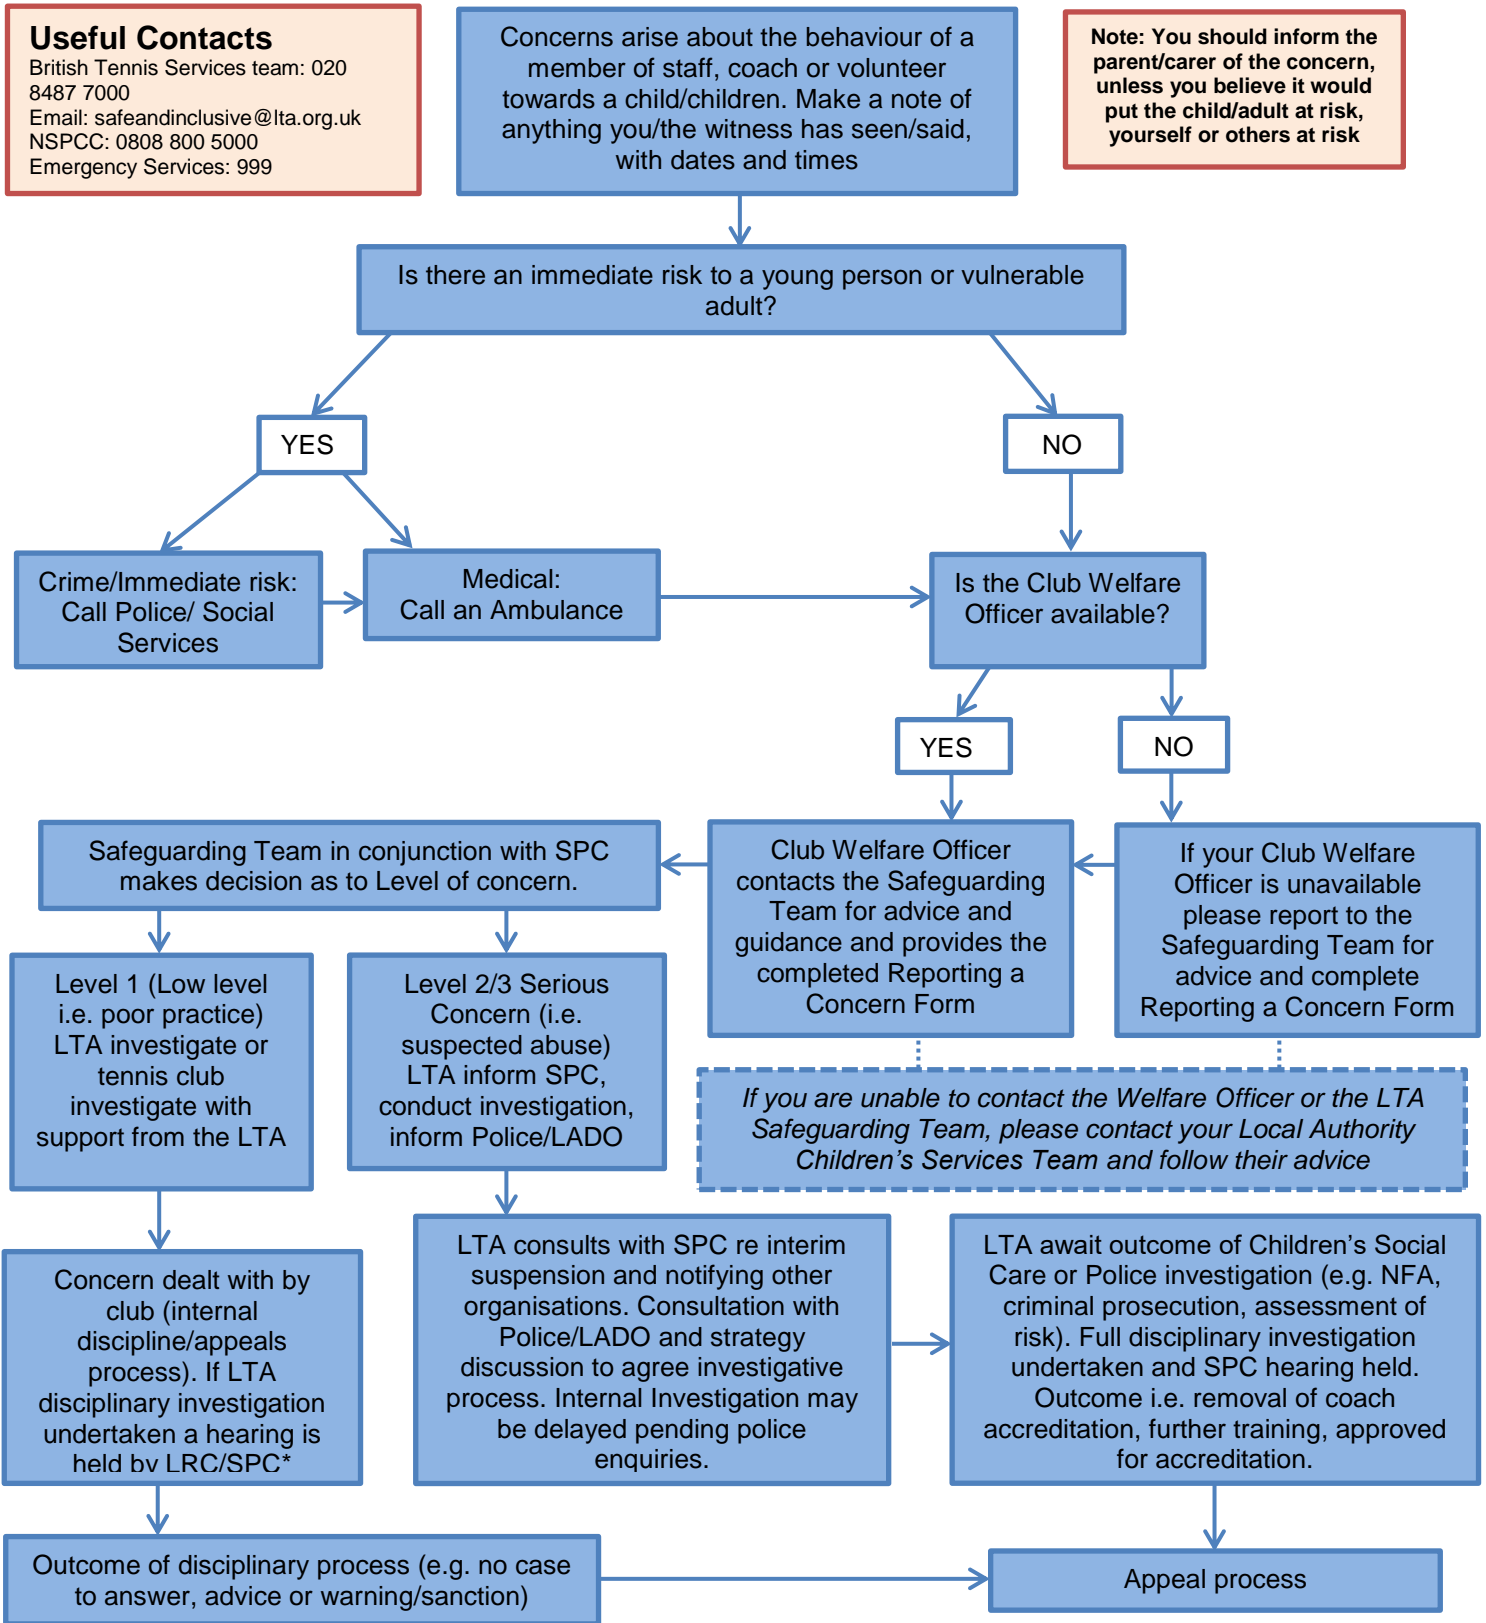 Useful Contacts
British Tennis Services team: 020
8487 7000
Email: safeandinclusive@lta.org.uk
NSPCC: 0808 800 5000
Emergency Services: 999
Concerns arise about the behaviour of a
member of staff, coach or volunteer
towards a child/children. Make a note of
anything you/the witness has seen/said,
with dates and times
Note: You should inform the
parent/carer of the concern,
unless you believe it would
put the child/adult at risk,
yourself or others at risk
Is there an immediate risk to a young person or vulnerable
adult?
YES
NO
Crime/Immediate risk:
Call Police/ Social
Services
Medical:
Call an Ambulance
Is the Club Welfare
Officer available?
YES
NO
Safeguarding Team in conjunction with SPC
makes decision as to Level of concern.
Club Welfare Officer
contacts the Safeguarding
Team for advice and
guidance and provides the
completed Reporting a
Concern Form
If your Club Welfare
Officer is unavailable
please report to the
Safeguarding Team for
advice and complete
Reporting a Concern Form
Level 1 (Low level
i.e. poor practice)
LTA investigate or
tennis club
investigate with
support from the LTA
Level 2/3 Serious
Concern (i.e.
suspected abuse)
LTA inform SPC,
conduct investigation,
inform Police/LADO
If you are unable to contact the Welfare Officer or the LTA
Safeguarding Team, please contact your Local Authority
Children’s Services Team and follow their advice
Concern dealt with by
club (internal
discipline/appeals
process). If LTA
disciplinary investigation
undertaken a hearing is
held by LRC/SPC*
LTA consults with SPC re interim
suspension and notifying other
organisations. Consultation with
Police/LADO and strategy
discussion to agree investigative
process. Internal Investigation may
be delayed pending police
enquiries.
LTA await outcome of Children’s Social
Care or Police investigation (e.g. NFA,
criminal prosecution, assessment of
risk). Full disciplinary investigation
undertaken and SPC hearing held.
Outcome i.e. removal of coach
accreditation, further training, approved
for accreditation.
Outcome of disciplinary process (e.g. no case
to answer, advice or warning/sanction)
Appeal process